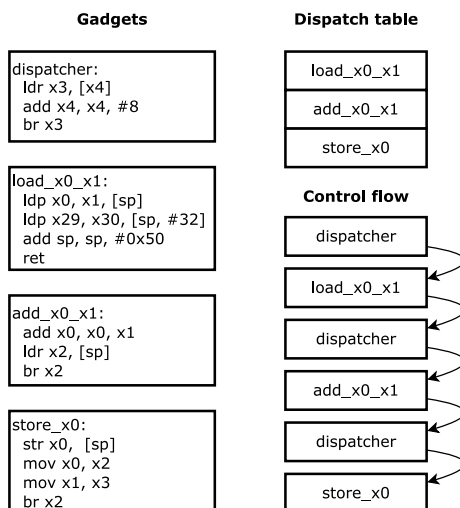 Gadgets
dispatcher:
ldr x3, [x4]
add x4, x4, #8
br x3
load_x0_x1:
ldp x0, x1, [sp]
ldp x29, x30, [sp, #32]
add sp, sp, #0x50
ret
add_x0_x1:
add x0, x0, x1
ldr x2, [sp]
br x2
store_x0:
str x0, [sp]
mov x0, x2
mov x1, x3
br x2
Dispatch table
load_x0_x1
add_x0_x1
store_x0
Control flow
dispatcher
load_x0_x1
dispatcher
add_x0_x1
dispatcher
store_x0